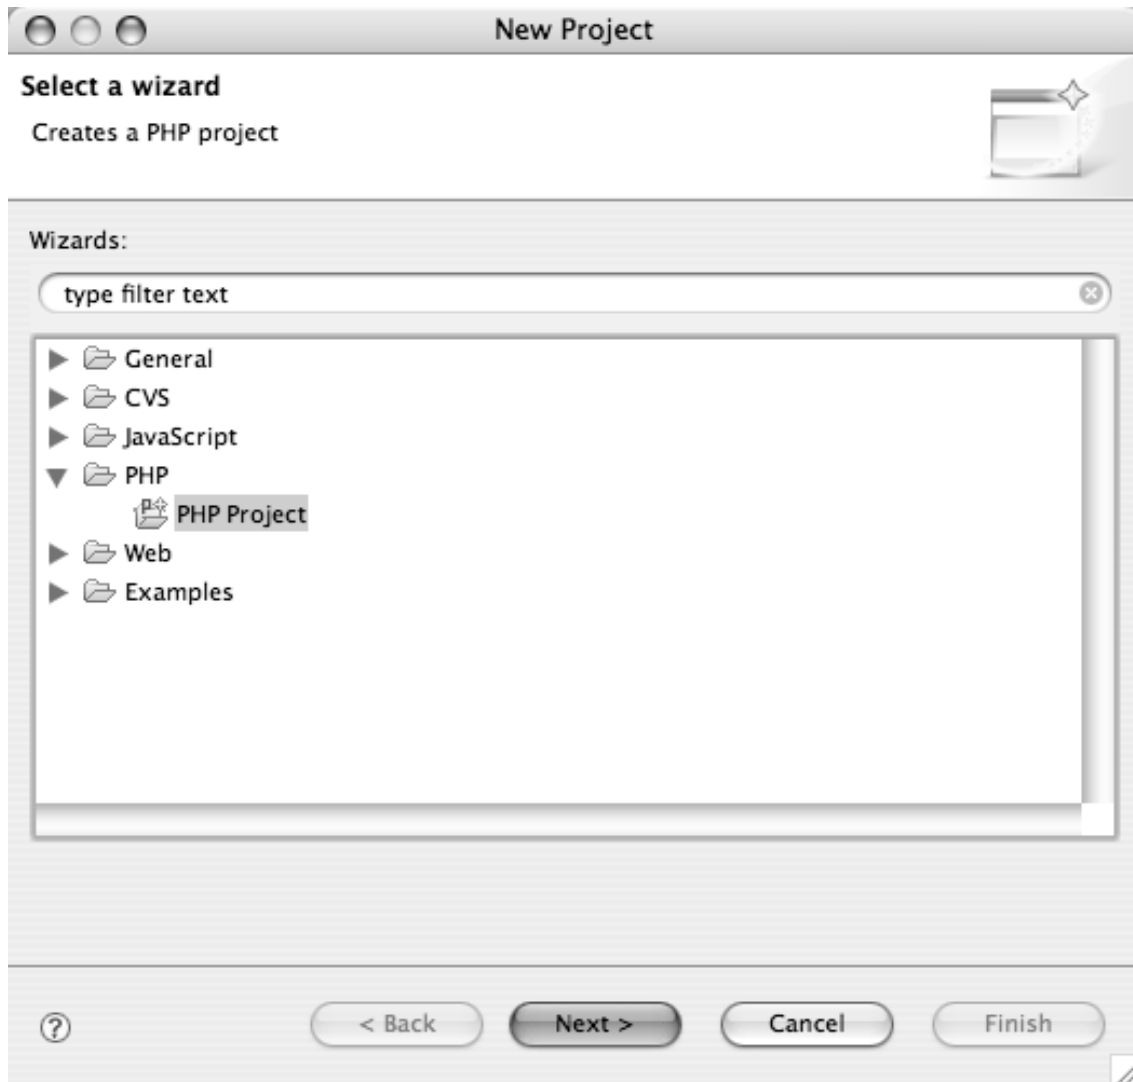 New Project
Select a wizard
Creates a PHP project
Wizards:
type filter text
General
CVS
JavaScript
PHP
PHP Project
Web
Examples
? < Back Next > Cancel Finish